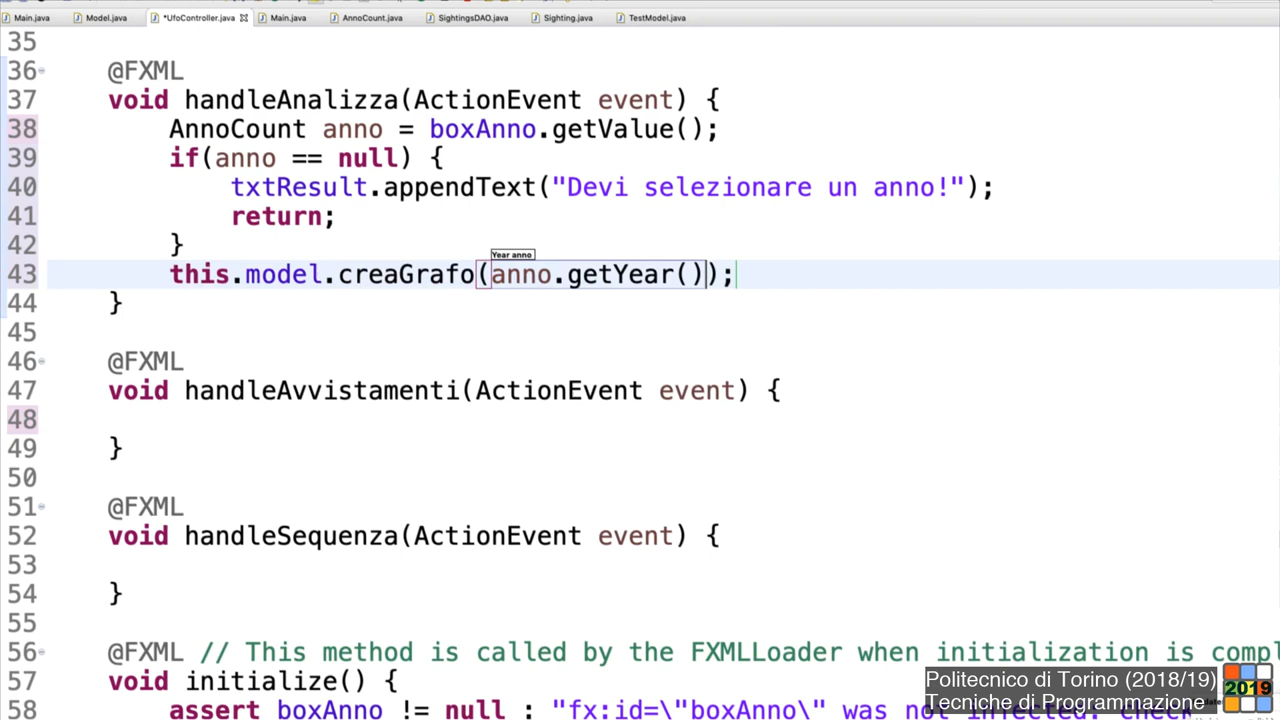 Main.java Model.java *UfoController.java Main.java AnnoCount.java SightingsDAO.java Sighting.java TestModel.java
35
36 @FXML
37 void handleAnalizza(ActionEvent event) {
38 AnnoCount anno = boxAnno.getValue();
39 if(anno == null) {
40 txtResult.appendText("Devi selezionare un anno!");
41 return;
42 }
Year anno
43 this.model.creaGrafo(anno.getYear());
44 }
45
46 @FXML
47 void handleAvvistamenti(ActionEvent event) {
48
49 }
50
51 @FXML
52 void handleSequenza(ActionEvent event) {
53
54 }
55
56 @FXML // This method is called by the FXMLLoader when initialization is compl
57 void initialize() {
58 assert boxAnno != null : "fx:id=\"boxAnno\" was not injected: check
Politecnico di Torino (2018/19)
Tecniche di Programmazione
2019